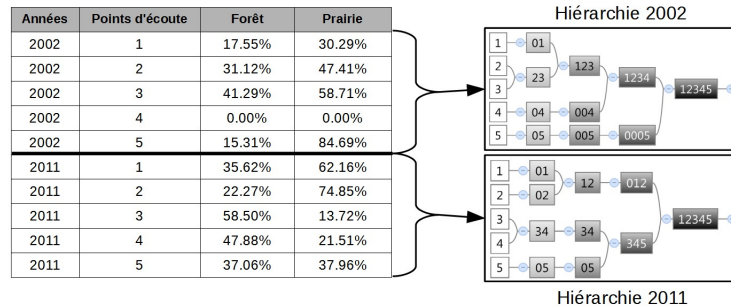 Années Points d'écoute Forêt Prairie
2002 1 17.55% 30.29%
2002 2 31.12% 47.41%
2002 3 41.29% 58.71%
2002 4 0.00% 0.00%
2002 5 15.31% 84.69%
2011 1 35.62% 62.16%
2011 2 22.27% 74.85%
2011 3 58.50% 13.72%
2011 4 47.88% 21.51%
2011 5 37.06% 37.96%
Hiérarchie 2002
1 01
2 23 123 1234 12345
3
4 04 004
5 05 005 0005
1 01
2 02 12 012
3 34 34 345 12345
4
5 05 05
Hiérarchie 2011